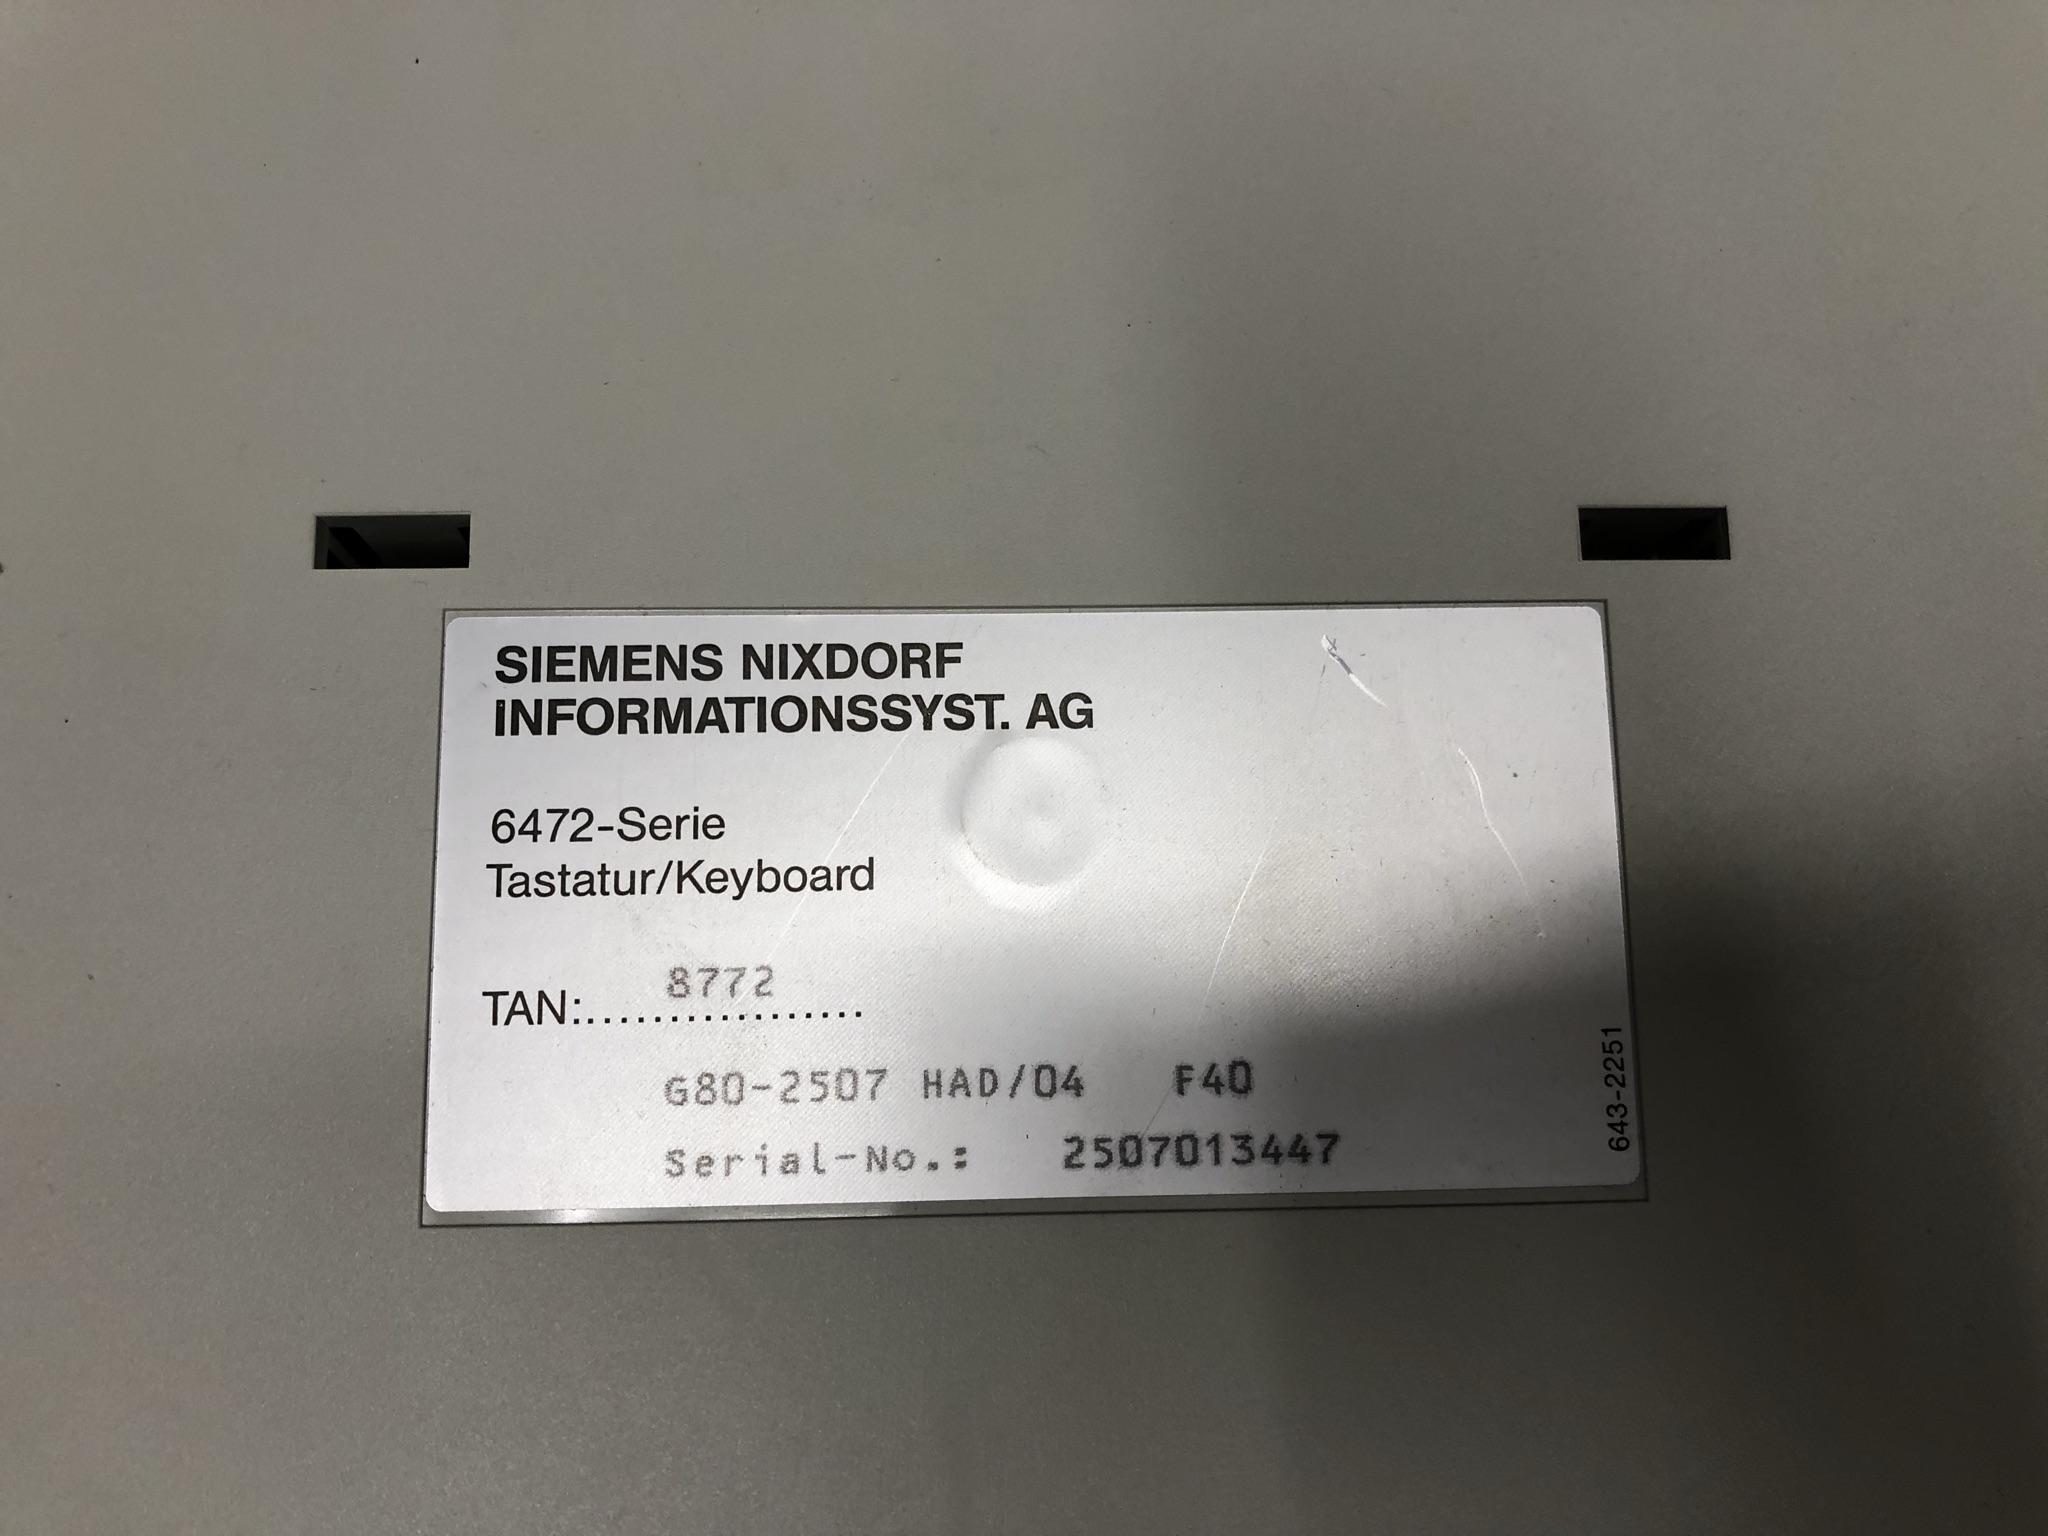 SIEMENS NIXDORF
INFORMATIONSSYST. AG
6472-Serie
Tastatur/Keyboard
TAN:................. 8772
G80-2507 HAD/04 F40
Serial-No.: 2507013447
643-2251